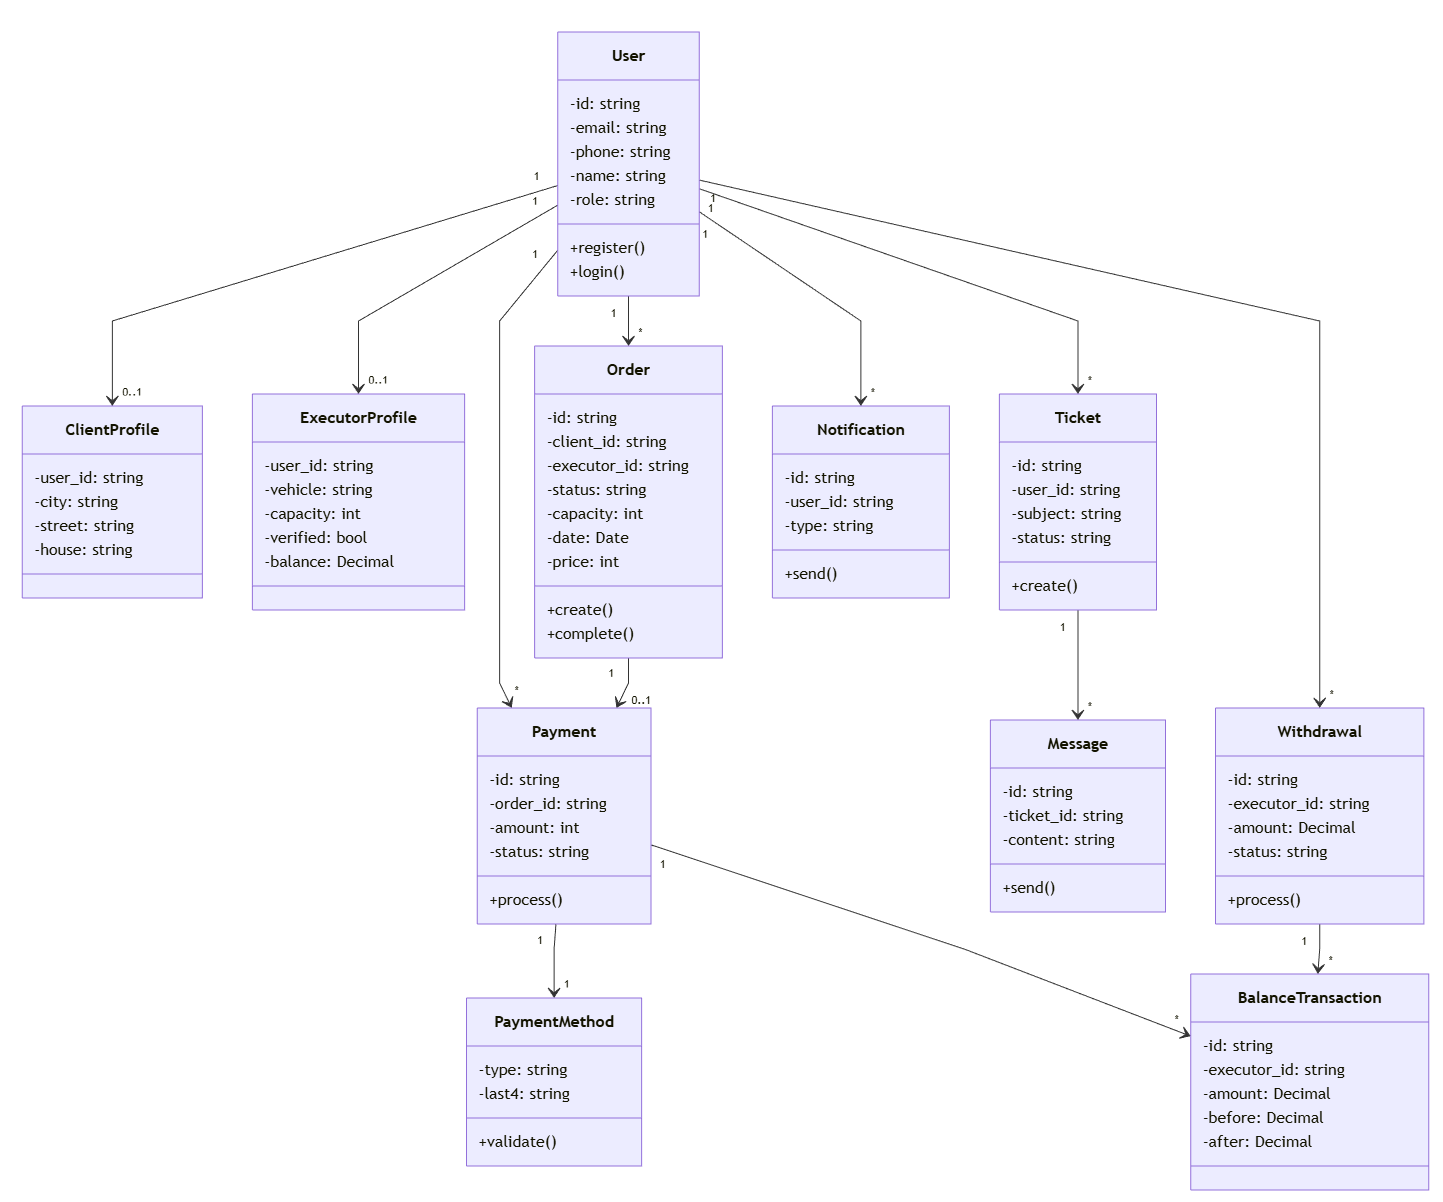 User
-id: string
-email: string
-phone: string
-name: string
-role: string
+register()
+login()
1
1
1
1
1
1
1
0..1
0..1
*
*
*
ClientProfile
-user_id: string
-city: string
-street: string
-house: string
ExecutorProfile
-user_id: string
-vehicle: string
-capacity: int
-verified: bool
-balance: Decimal
Order
-id: string
-client_id: string
-executor_id: string
-status: string
-capacity: int
-date: Date
-price: int
+create()
+complete()
Notification
-id: string
-user_id: string
-type: string
+send()
Ticket
-id: string
-user_id: string
-subject: string
-status: string
+create()
1
1
*
0..1
*
*
Payment
-id: string
-order_id: string
-amount: int
-status: string
+process()
Message
-id: string
-ticket_id: string
-content: string
+send()
Withdrawal
-id: string
-executor_id: string
-amount: Decimal
-status: string
+process()
1
1
1
1
*
*
PaymentMethod
-type: string
-last4: string
+validate()
BalanceTransaction
-id: string
-executor_id: string
-amount: Decimal
-before: Decimal
-after: Decimal